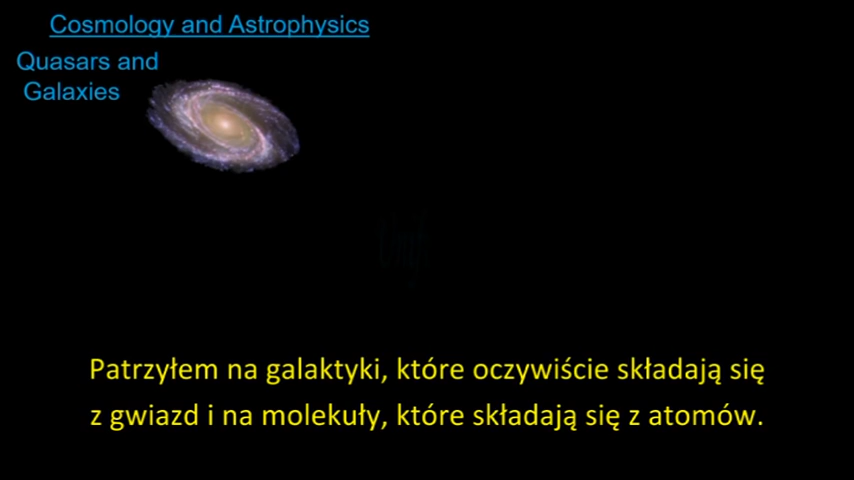 Cosmology and Astrophysics
Quasars and
Galaxies
Patrzyłem na galaktyki, które oczywiście składają się
z gwiazd i na molekuły, które składają się z atomów.